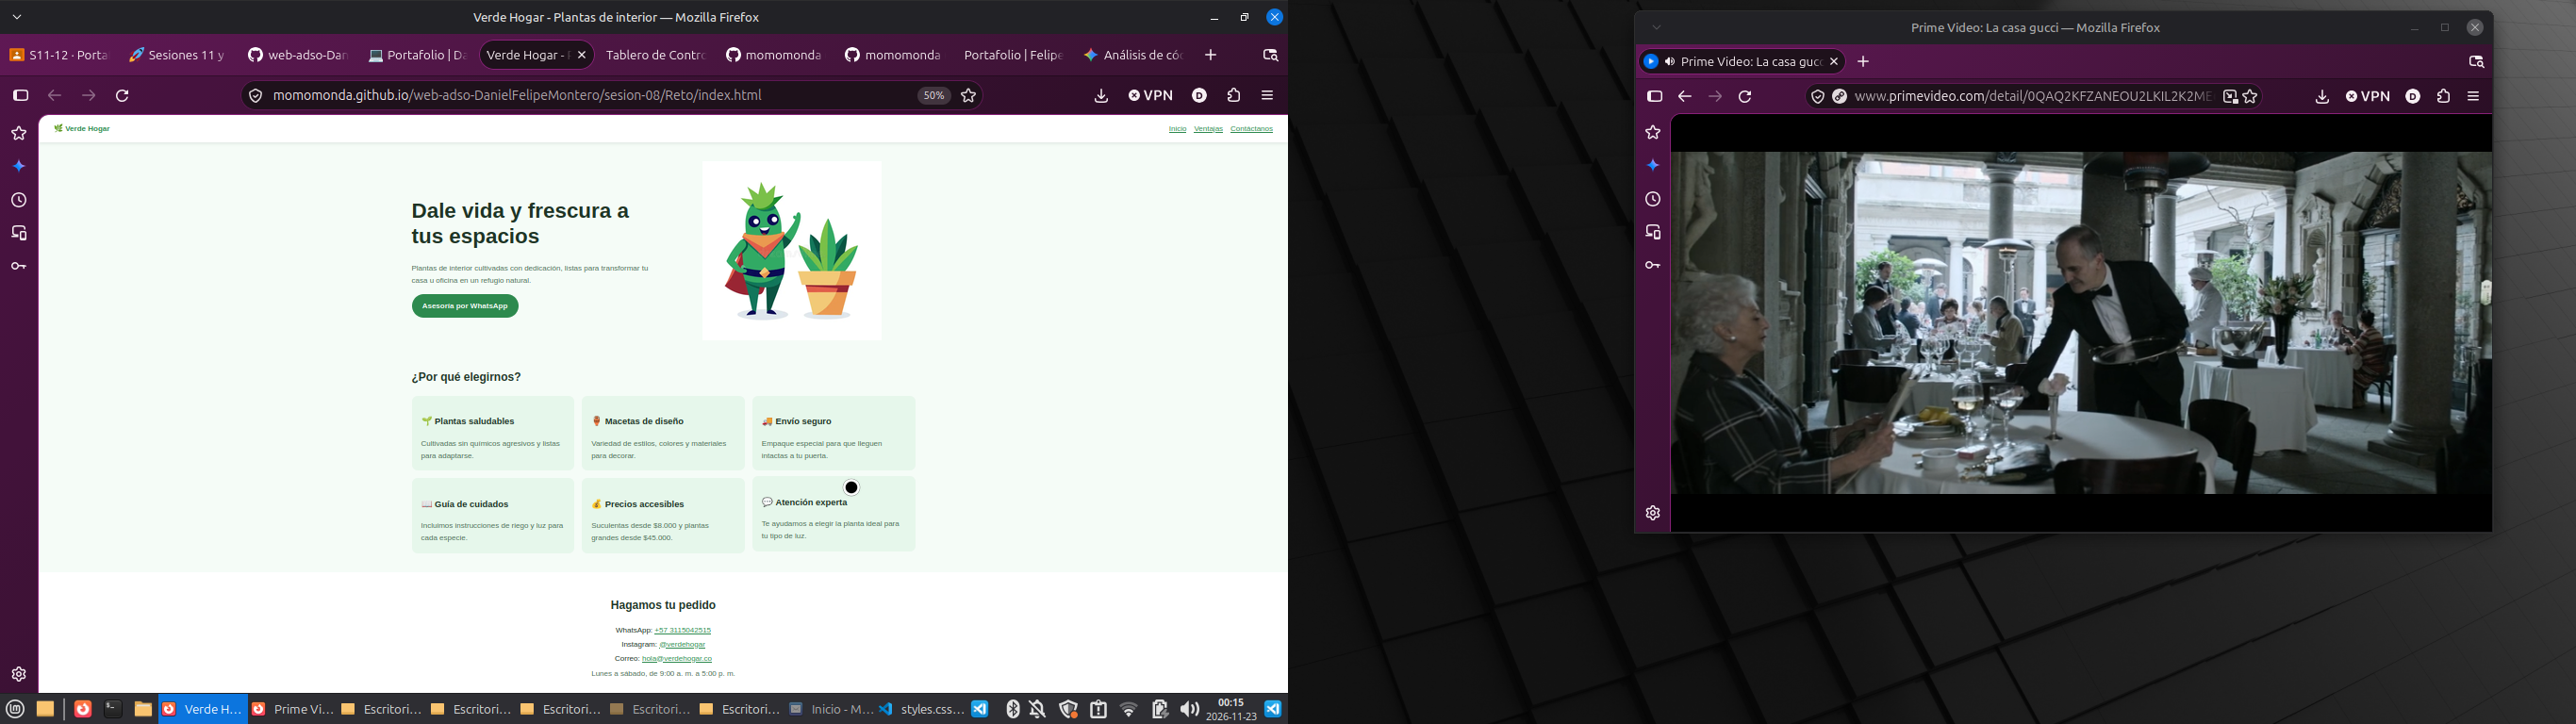 Verde Hogar - Plantas de interior — Mozilla Firefox
S11-12 · Porta
Sesiones 11 y
web-adso-Dan
Portafolio | Da
Verde Hogar - P
Tablero de Contro
momomonda
momomonda
Portafolio | Felipe
Análisis de cóc
momomonda.github.io/web-adso-DanielFelipeMontero/sesion-08/Reto/index.html
50%
VPN
D
Verde Hogar
Inicio Ventajas Contáctanos
Dale vida y frescura a
tus espacios
Plantas de interior cultivadas con dedicación, listas para transformar tu
casa u oficina en un refugio natural.
Asesoría por WhatsApp
¿Por qué elegirnos?
Plantas saludables
Cultivadas sin químicos agresivos y listas
para adaptarse.
Macetas de diseño
Variedad de estilos, colores y materiales
para decorar.
Envío seguro
Empaque especial para que lleguen
intactas a tu puerta.
Guía de cuidados
Incluimos instrucciones de riego y luz para
cada especie.
Precios accesibles
Suculentas desde $8.000 y plantas
grandes desde $45.000.
Atención experta
Te ayudamos a elegir la planta ideal para
tu tipo de luz.
Hagamos tu pedido
WhatsApp: +57 3115042515
Instagram: @verdehogar
Correo: hola@verdehogar.co
Lunes a sábado, de 9:00 a. m. a 5:00 p. m.
Verde H...
Prime Vi...
Escritori...
Escritori...
Escritori...
Escritori...
Escritori...
Inicio - M...
styles.css...
00:15
2026-11-23
Prime Video: La casa gucci — Mozilla Firefox
Prime Video: La casa gucc
www.primevideo.com/detail/0QAQ2KFZANEOU2LKIL2K2ME
VPN
D